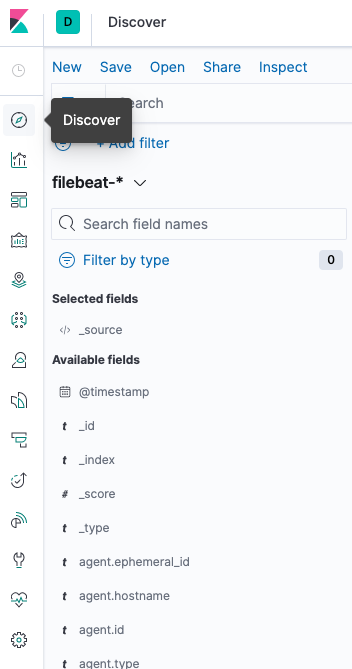 D Discover
New Save Open Share Inspect
earch
Discover
+ Add filter
filebeat-*
Search field names
Filter by type 0
Selected fields
</> _source
Available fields
@timestamp
t _id
t _index
# _score
t _type
t agent.ephemeral_id
t agent.hostname
t agent.id
t agent.type